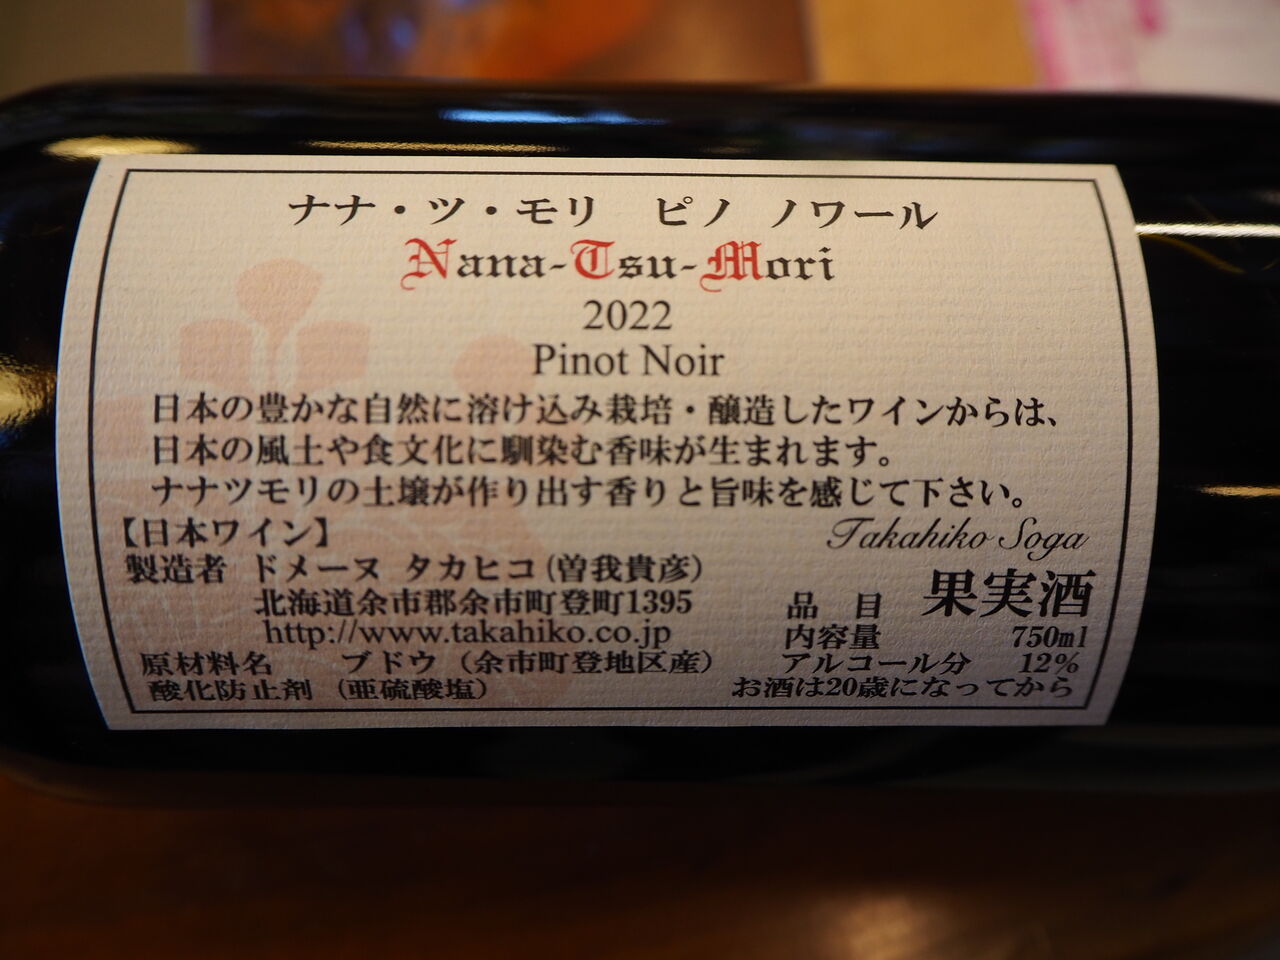 ナナ・ツ・モリ ピノ ノワール
Nana-Tsu-Mori
2022
Pinot Noir
日本の豊かな自然に溶け込み栽培・醸造したワインからは、
日本の風土や食文化に馴染む香味が生まれます。
ナナツモリの土壌が作り出す香りと旨味を感じて下さい。
Takahiko Soga
【日本ワイン】
製造者 ドメーヌ タカヒコ(曽我貴彦)
北海道余市郡余市町登町1395
http://www.takahiko.co.jp
原材料名 ブドウ（余市町登地区産）
酸化防止剤 （亜硫酸塩）
品 目 果実酒
内容量 750ml
アルコール分 12%
お酒は20歳になってから